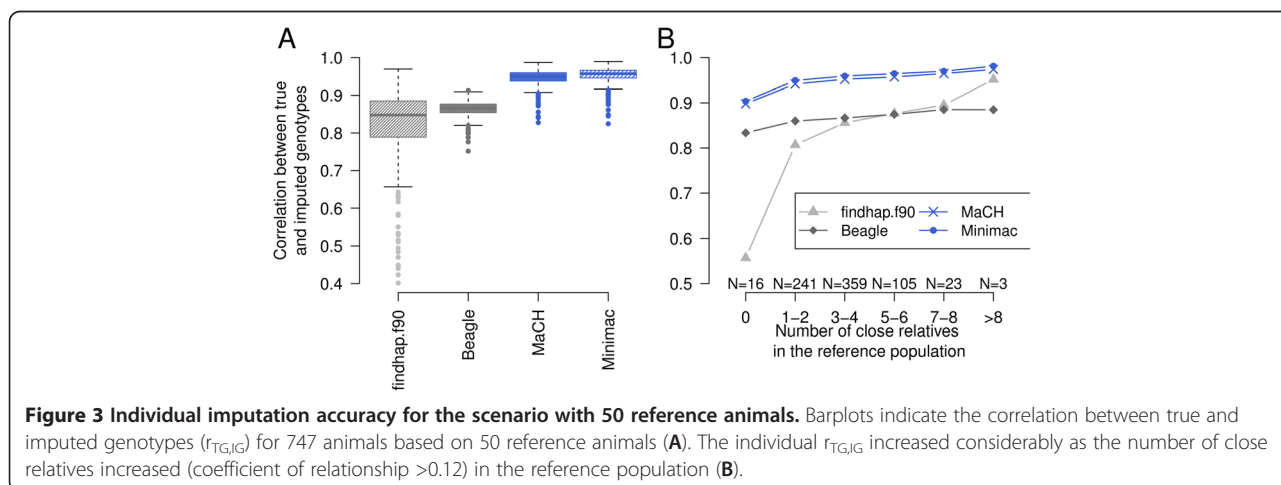 A
Correlation between true
and imputed genotypes
1.0
0.9
0.8
0.7
0.6
0.5
0.4
findhap.f90
Beagle
MaCH
Minimac
B
1.0
0.9
0.8
0.7
0.6
0.5
findhap.f90
Beagle
MaCH
Minimac
N=16 N=241 N=359 N=105 N=23 N=3
0 1−2 3−4 5−6 7−8 >8
Number of close relatives
in the reference population
Figure 3 Individual imputation accuracy for the scenario with 50 reference animals. Barplots indicate the correlation between true and
imputed genotypes (rTG,IG) for 747 animals based on 50 reference animals (A). The individual rTG,IG increased considerably as the number of close
relatives increased (coefficient of relationship >0.12) in the reference population (B).